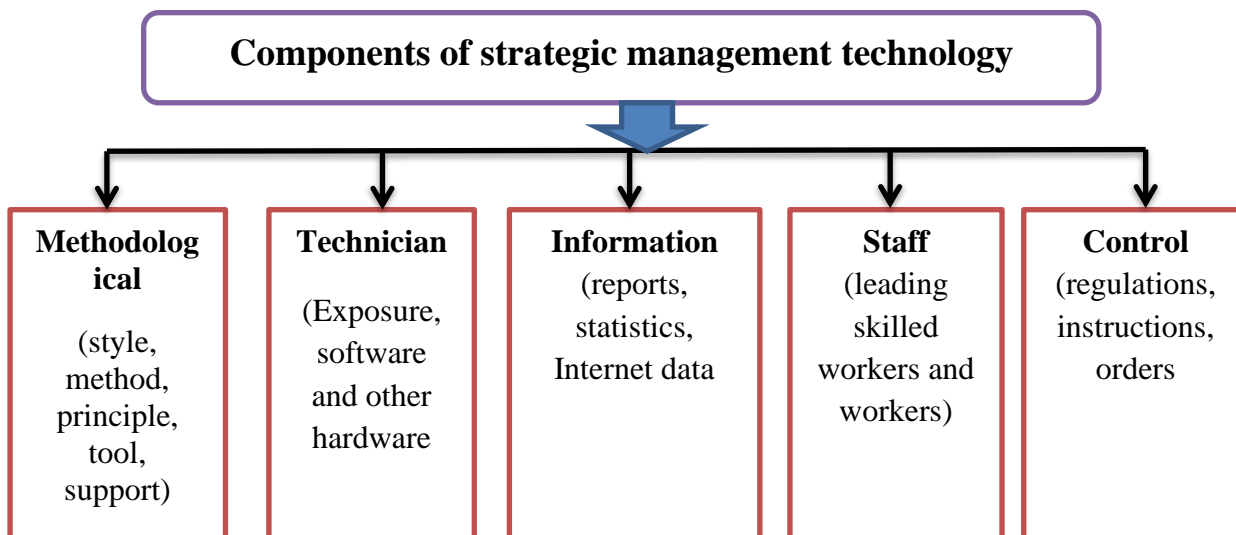 Components of strategic management technology
Methodolog
ical
(style,
method,
principle,
tool,
support)
Technician
(Exposure,
software
and other
hardware
Information
(reports,
statistics,
Internet data
Staff
(leading
skilled
workers and
workers)
Control
(regulations,
instructions,
orders